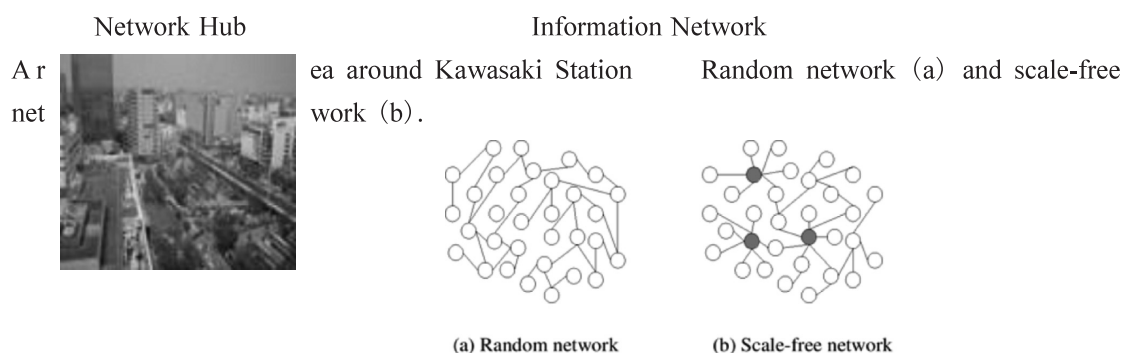 Network Hub Information Network
Ar ea around Kawasaki Station Random network (a) and scale-free
net work (b).
(a) Random network (b) Scale-free network